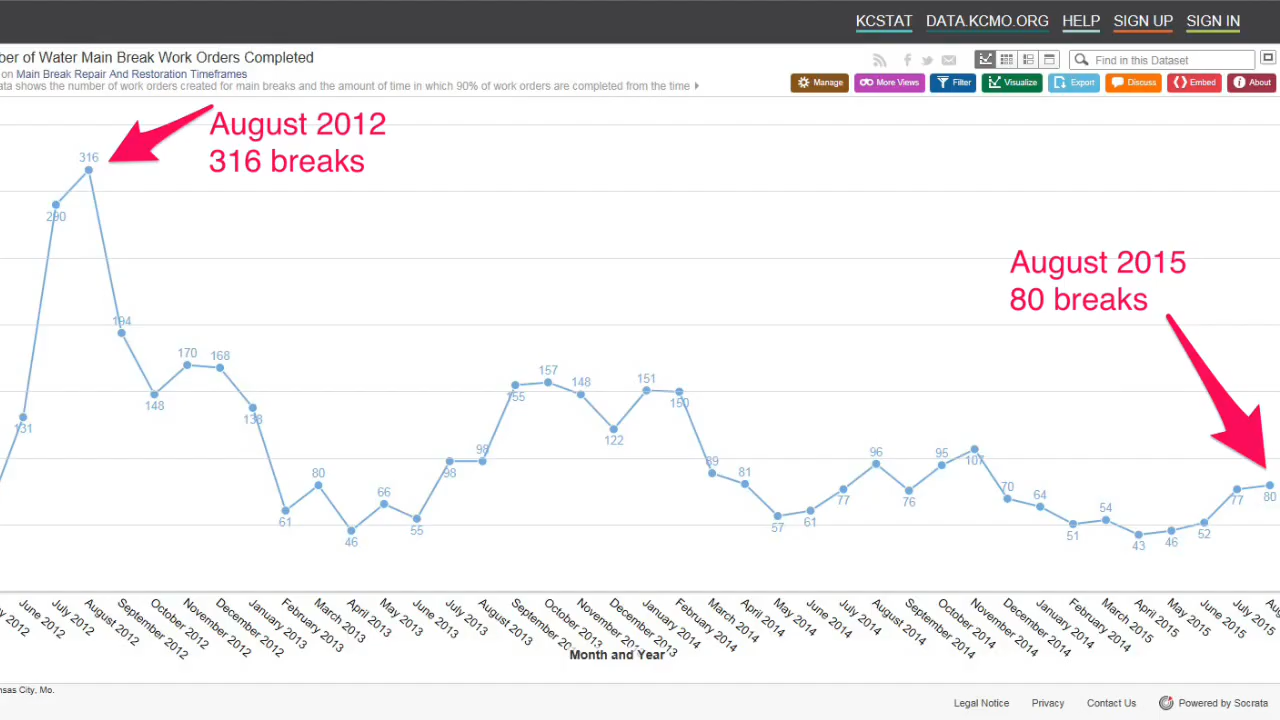 KCSTAT DATA.KCMO.ORG HELP SIGN UP SIGN IN
ber of Water Main Break Work Orders Completed
on Main Break Repair And Restoration Timeframes
ata shows the number of work orders created for main breaks and the amount of time in which 90% of work orders are completed from the time
Find in this Dataset
Manage More Views Filter Visualize Export Discuss Embed About
August 2012
316 breaks
August 2015
80 breaks
131
290
316
194
148
170
168
138
61
80
46
66
55
98
98
155
157
148
122
151
150
89
81
57
61
77
96
76
95
107
70
64
51
54
43
46
52
77
80
2012
June 2012
July 2012
August 2012
September 2012
October 2012
November 2012
December 2012
January 2013
February 2013
March 2013
April 2013
May 2013
June 2013
July 2013
August 2013
September 2013
October 2013
November 2013
December 2013
January 2014
February 2014
March 2014
April 2014
May 2014
June 2014
July 2014
August 2014
September 2014
October 2014
November 2014
December 2014
January 2015
February 2015
March 2015
April 2015
May 2015
June 2015
July 2015
Month and Year
nsas City, Mo.
Legal Notice Privacy Contact Us Powered by Socrata